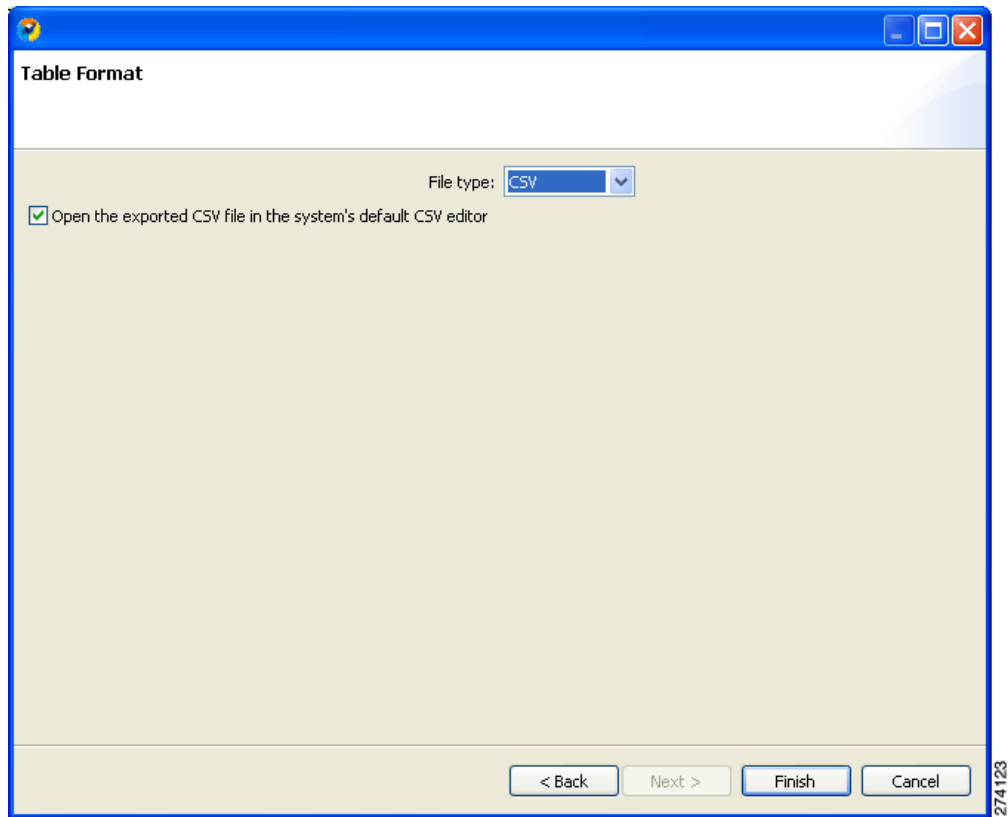 Table Format
File type: CSV
Open the exported CSV file in the system's default CSV editor
< Back Next > Finish Cancel
274123